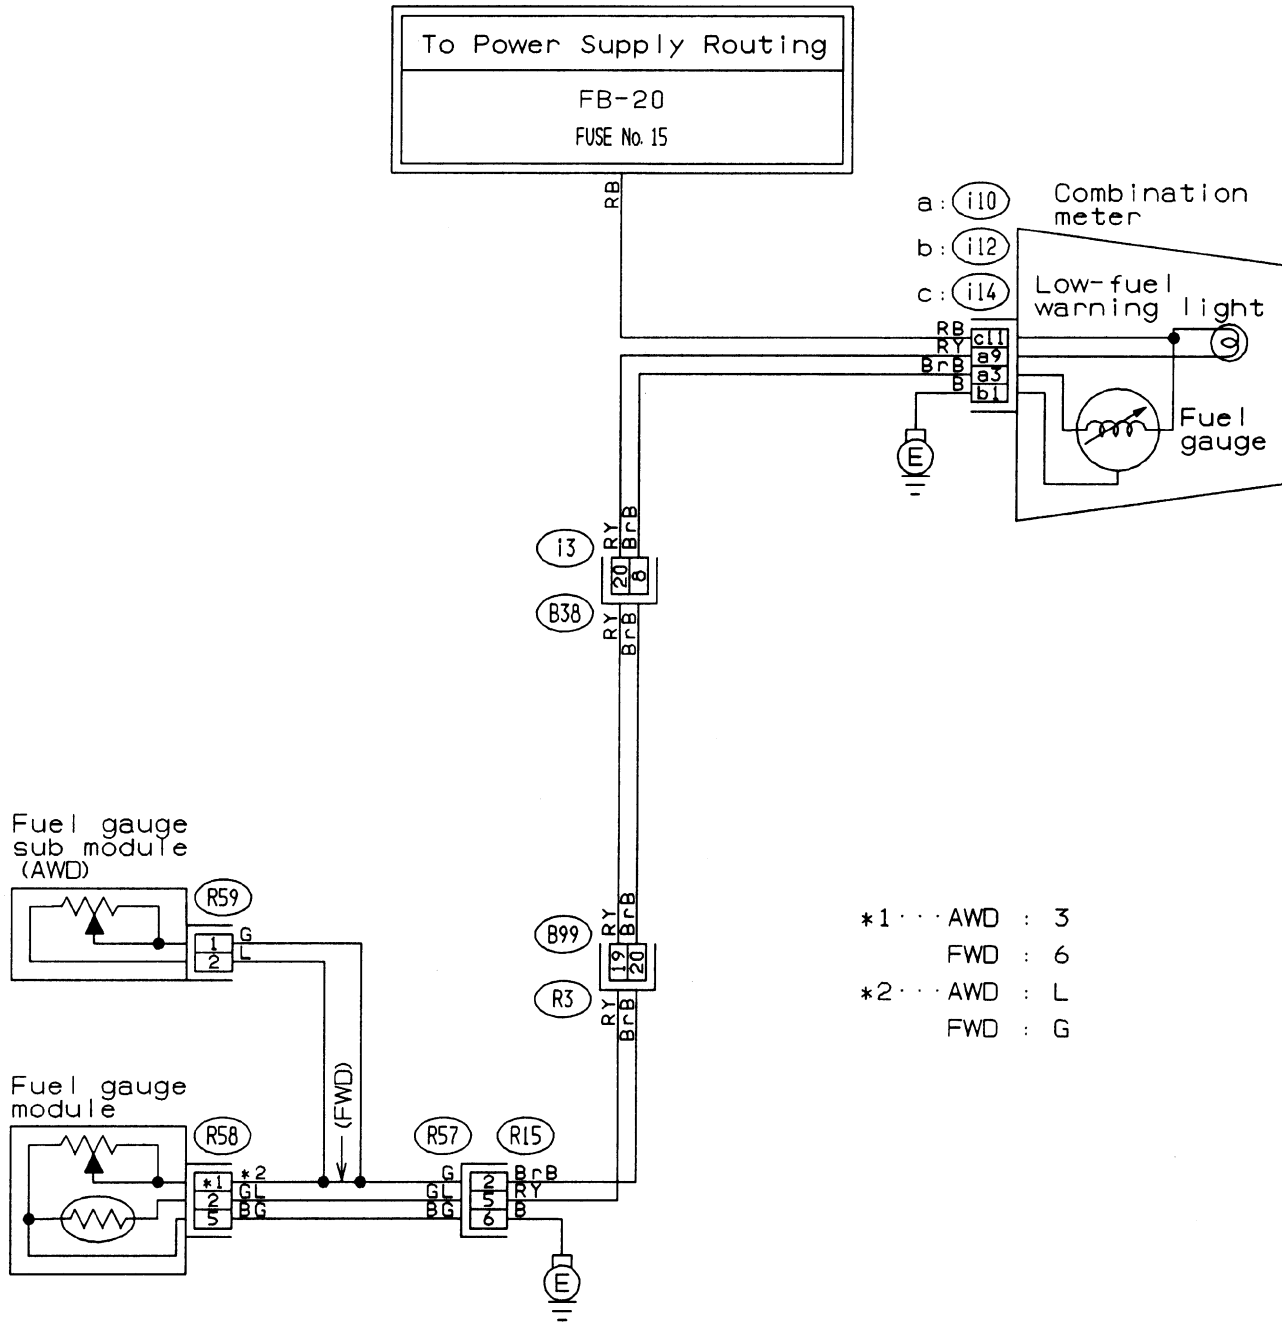 To Power Supply Routing
FB-20
FUSE No. 15
RB
a : i10
b : i12
c : i14
Combination
meter
Low-fuel
warning light
RB c11
RY a9
BrB a3
B b1
E
Fuel
gauge
RY BrB
i3
20 8
B38
RY BrB
Fuel gauge
sub module
(AWD)
R59
1 G
2 L
RY BrB
B99
19 20
R3
RY BrB
*1 ··· AWD : 3
FWD : 6
*2 ··· AWD : L
FWD : G
(FWD)
Fuel gauge
module
R58
R57
R15
*1 *2 G 2 BrB
2 GL GL 5 RY
5 BG BG 6 B
E